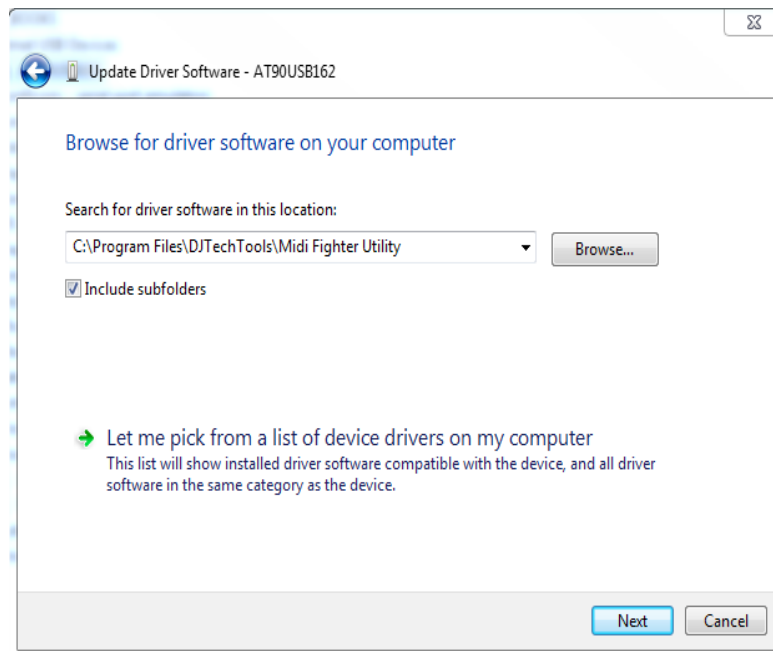 Update Driver Software - AT90USB162
Browse for driver software on your computer
Search for driver software in this location:
C:\Program Files\DJTechTools\Midi Fighter Utility
Browse...
Include subfolders
Let me pick from a list of device drivers on my computer
This list will show installed driver software compatible with the device, and all driver
software in the same category as the device.
Next
Cancel